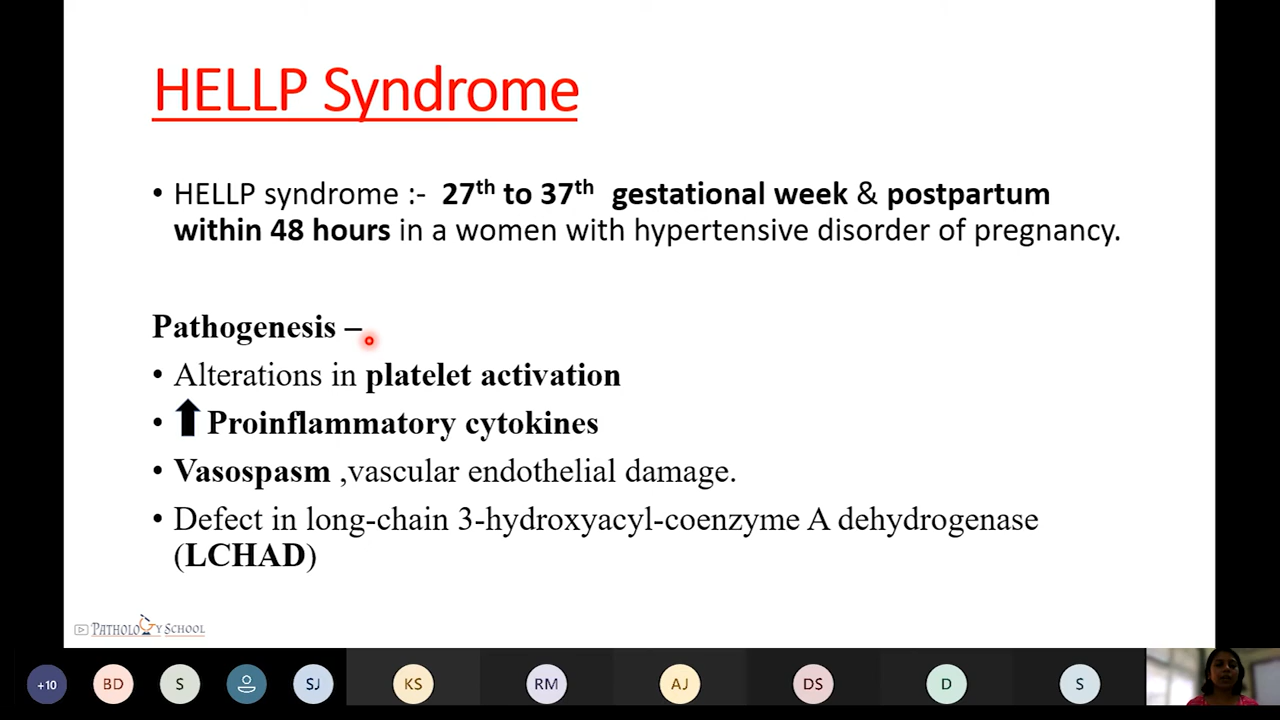 HELLP Syndrome
• HELLP syndrome :- 27th to 37th gestational week & postpartum
within 48 hours in a women with hypertensive disorder of pregnancy.
Pathogenesis –
• Alterations in platelet activation
• ⬆ Proinflammatory cytokines
• Vasospasm ,vascular endothelial damage.
• Defect in long-chain 3-hydroxyacyl-coenzyme A dehydrogenase
(LCHAD)
PATHOLOGY SCHOOL
+10 BD S SJ KS RM AJ DS D S